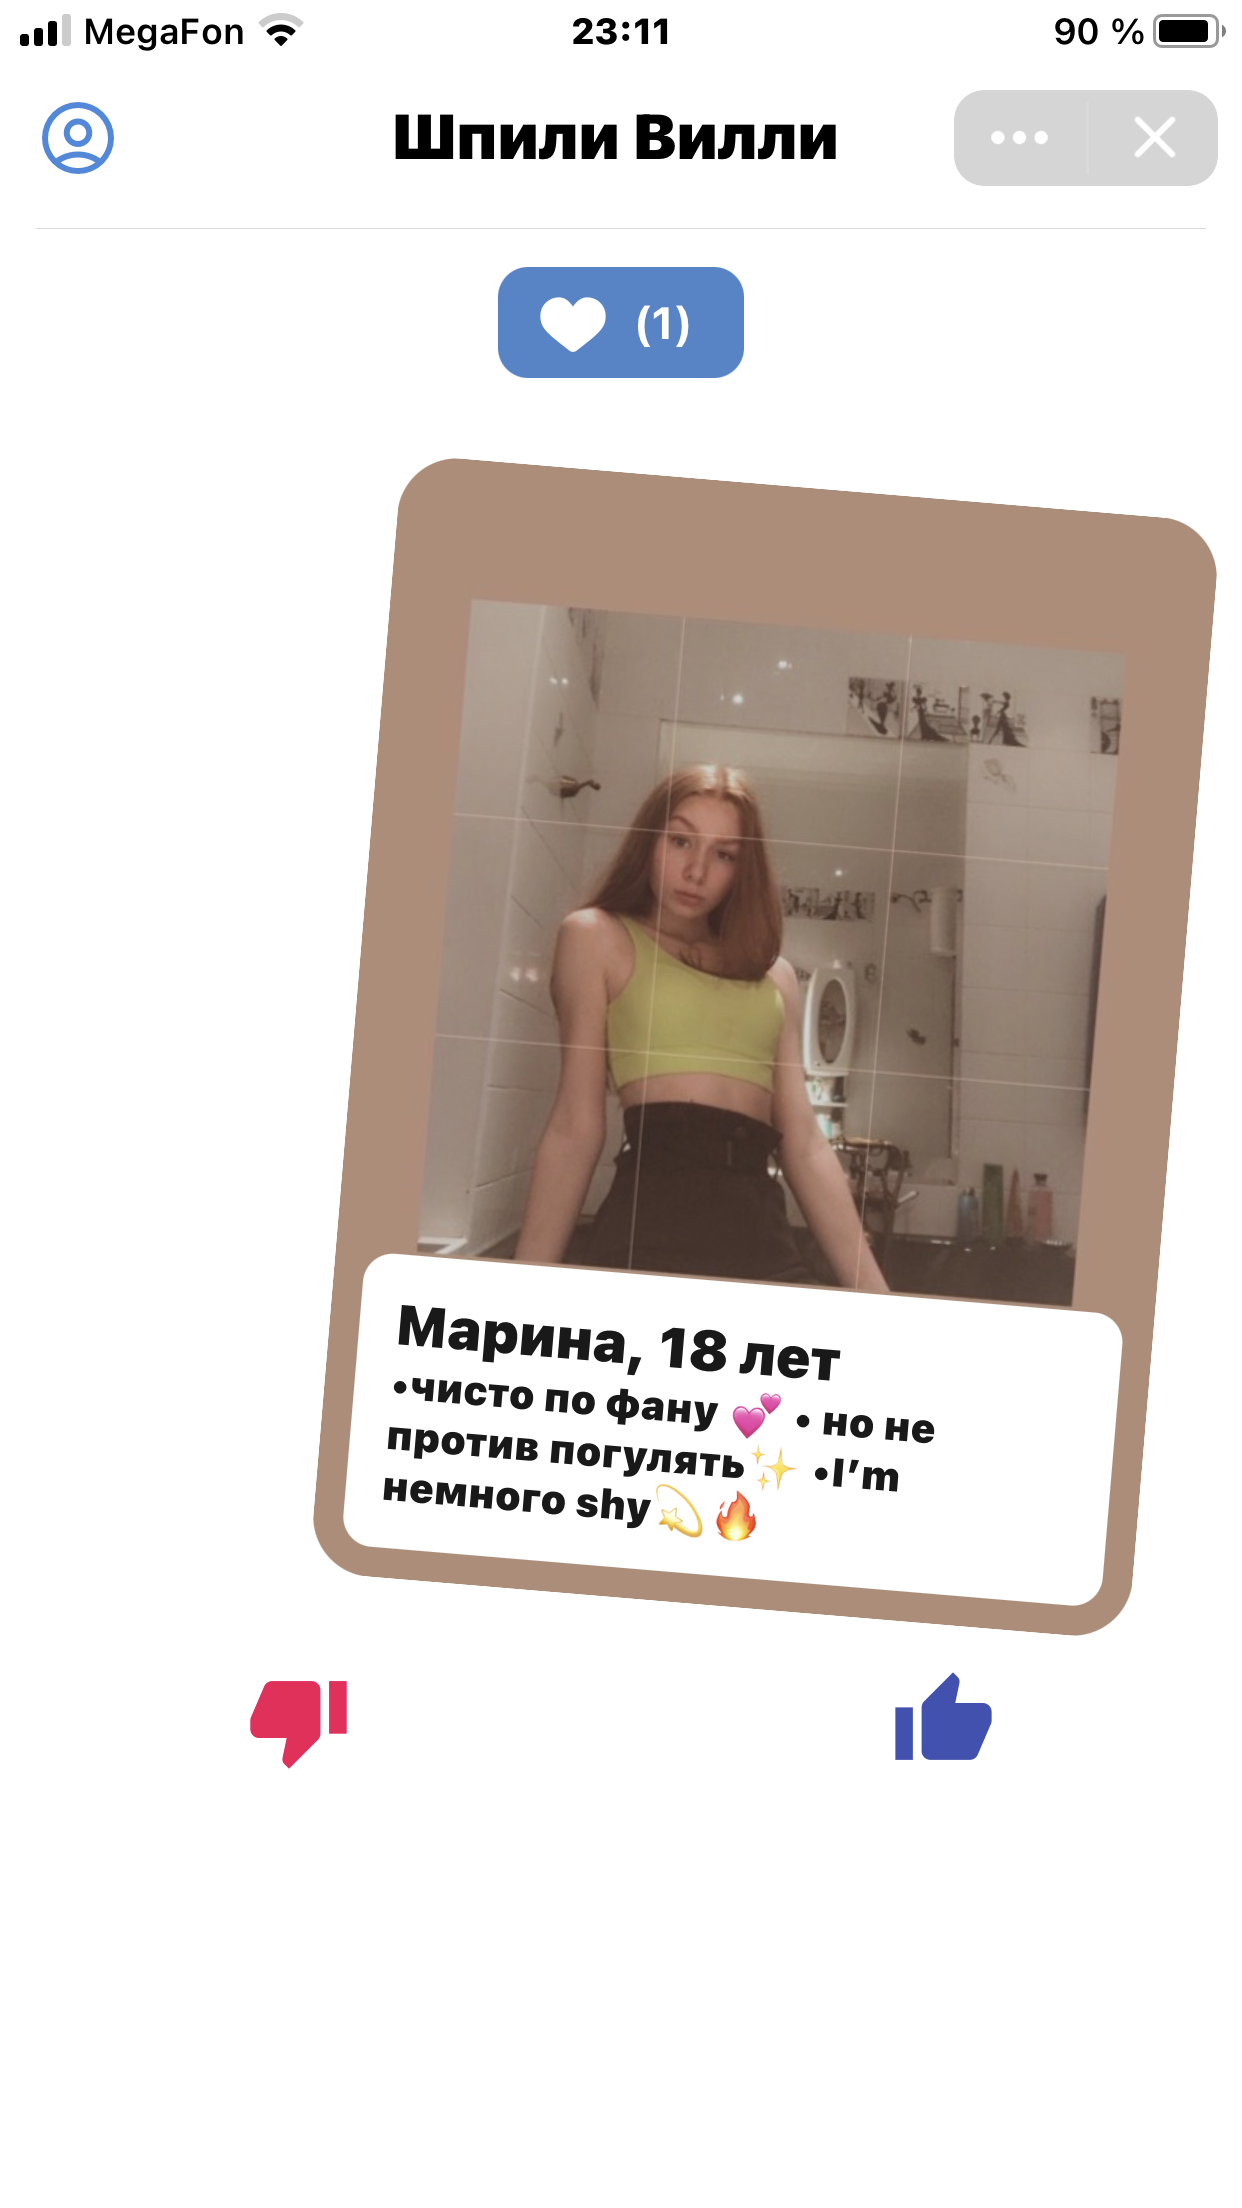 MegaFon 23:11 90 %
Шпили Вилли
(1)
Марина, 18 лет
•чисто по фану 💕 • но не
против погулять✨ •I’m
немного shy💫 🔥